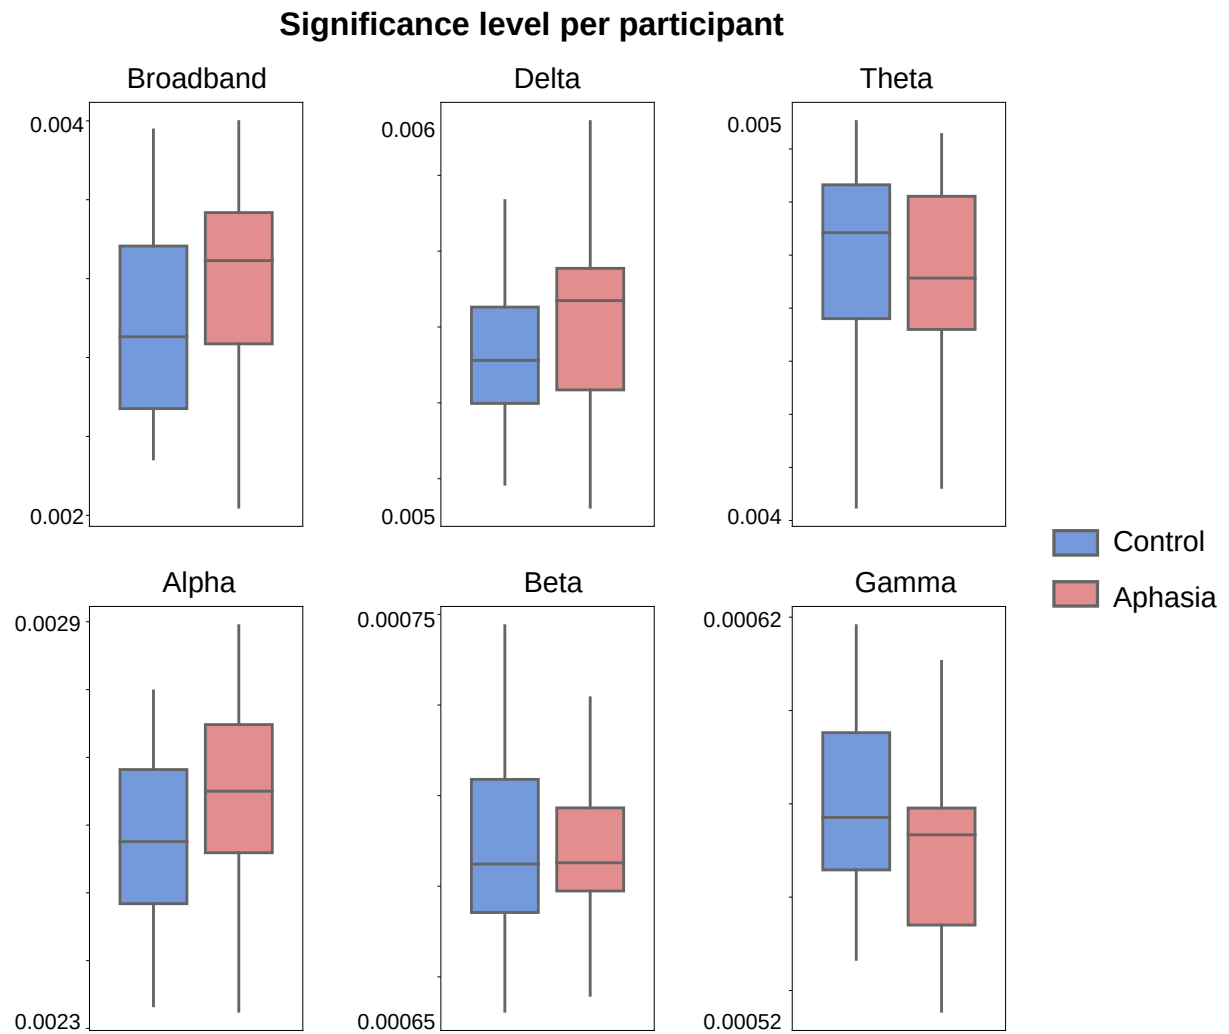 Significance level per participant
Broadband
Delta
Theta
0.004
0.002
0.006
0.005
0.005
0.004
Control
Aphasia
Alpha
Beta
Gamma
0.0029
0.0023
0.00075
0.00065
0.00062
0.00052